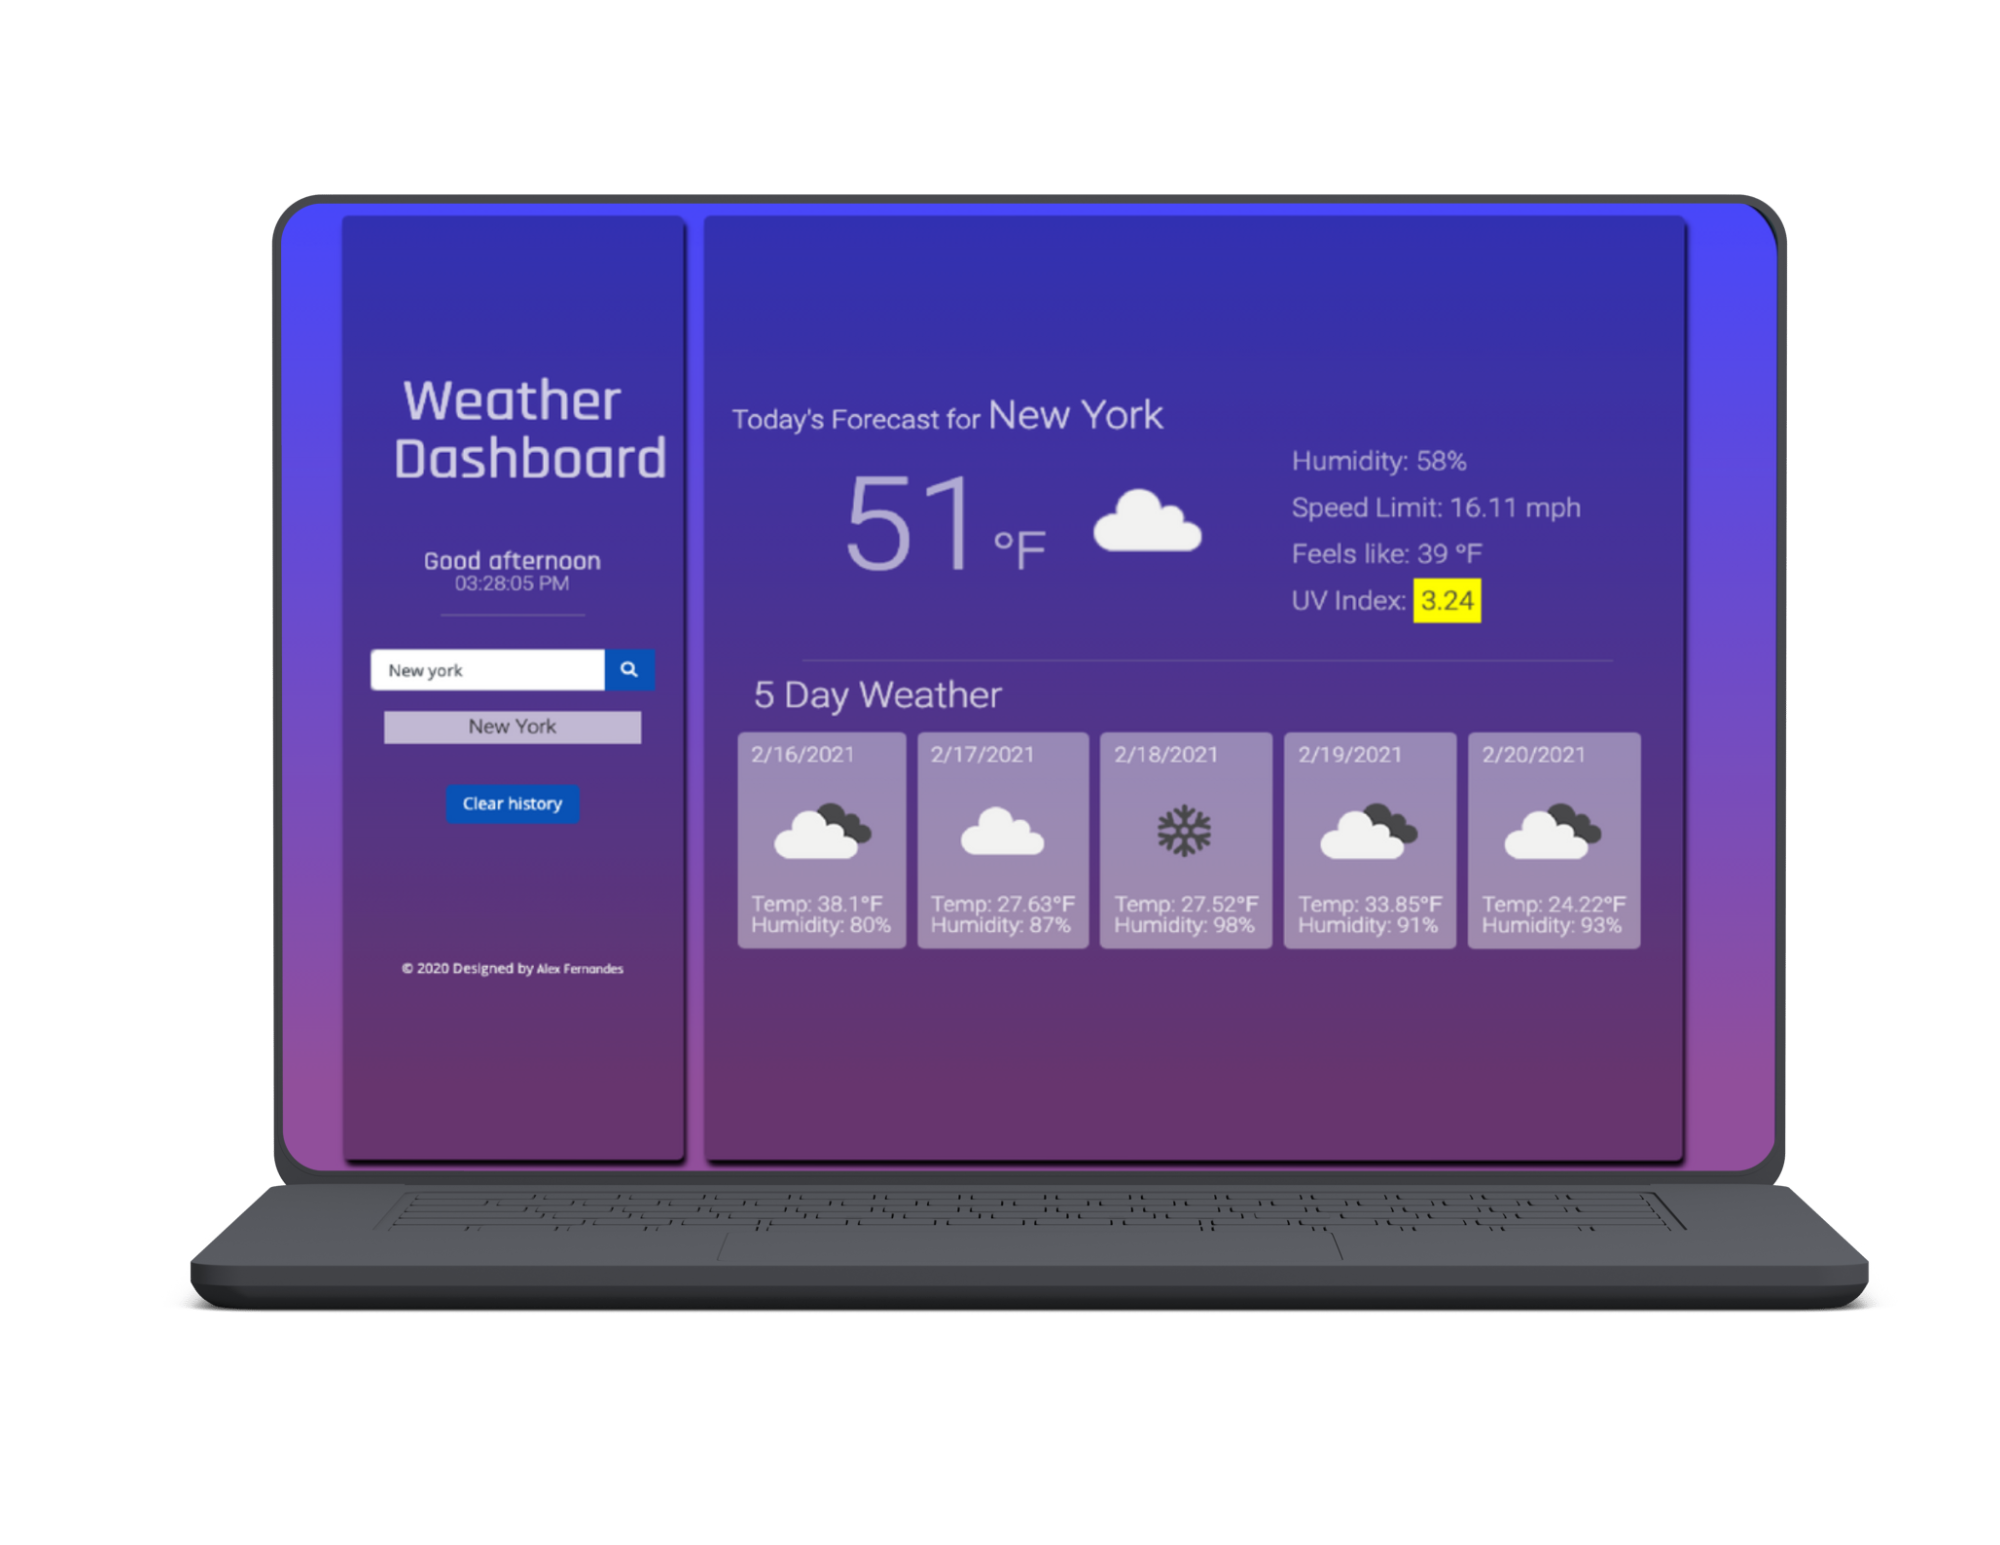 Weather
Dashboard
Good afternoon
03:28:05 PM
New york
New York
Clear history
© 2020 Designed by Alex Fernandes
Today's Forecast for New York
51 °F
Humidity: 58%
Speed Limit: 16.11 mph
Feels like: 39 °F
UV Index: 3.24
5 Day Weather
2/16/2021
Temp: 38.1°F
Humidity: 80%
2/17/2021
Temp: 27.63°F
Humidity: 87%
2/18/2021
Temp: 27.52°F
Humidity: 98%
2/19/2021
Temp: 33.85°F
Humidity: 91%
2/20/2021
Temp: 24.22°F
Humidity: 93%